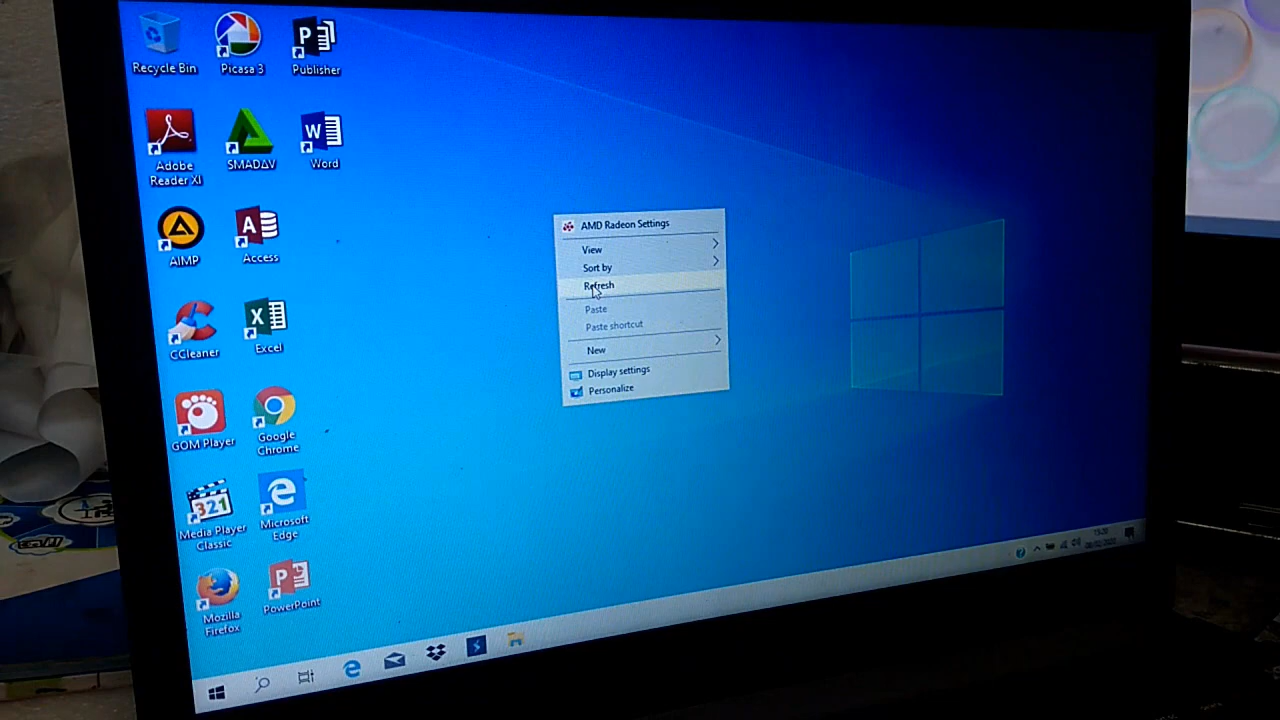 Recycle Bin
Picasa 3
Publisher
Adobe
Reader XI
SMADΔV
Word
AIMP
Access
CCleaner
Excel
GOM Player
Google
Chrome
321
Media Player
Classic
Microsoft
Edge
Mozilla
Firefox
PowerPoint
AMD Radeon Settings
View
Sort by
Refresh
Paste
Paste shortcut
New
Display settings
Personalize